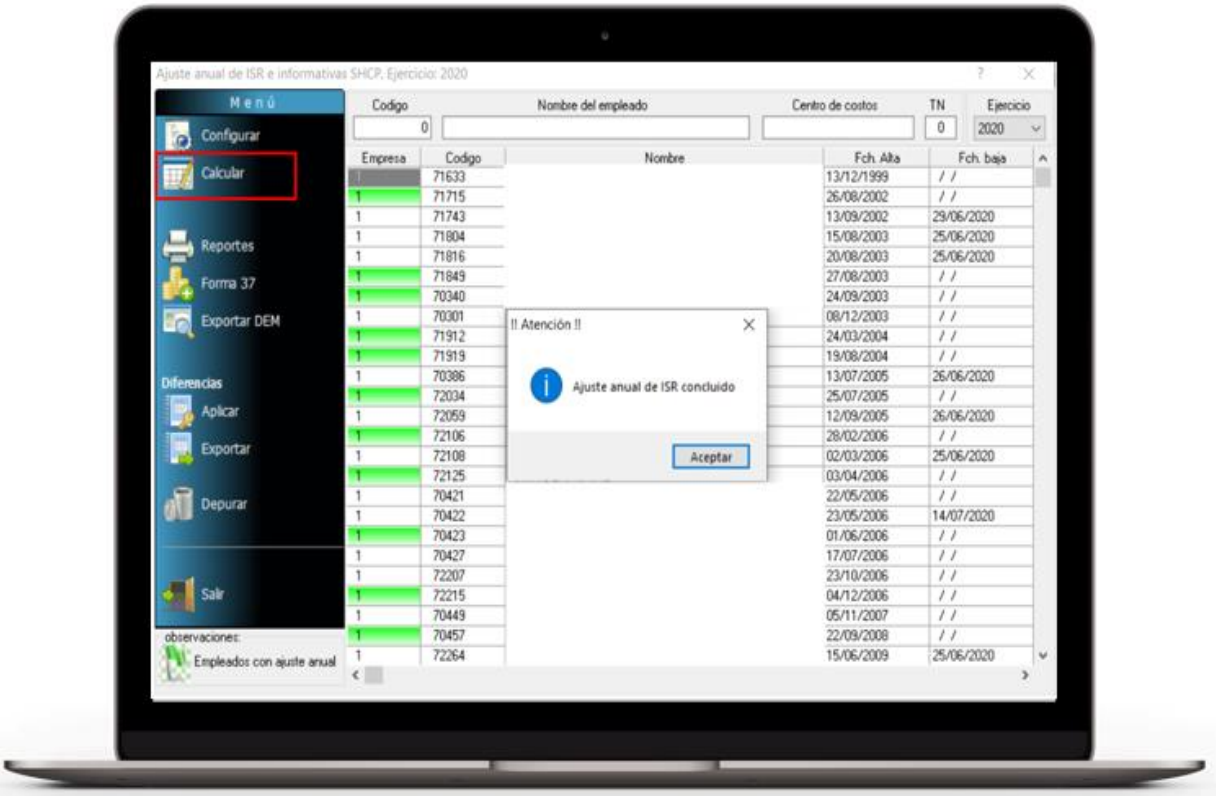 Ajuste anual de ISR e informativas SHCP, Ejercicio: 2020 ? ×
Menú
Configurar
Calcular
Reportes
Forma 37
Exportar DEM
Diferencias
Aplicar
Exportar
Depurar
Salir
observaciones:
Empleados con ajuste anual
Codigo Nombre del empleado Centro de costos TN Ejercicio
0 0 2020
Empresa Codigo Nombre Fch. Alta Fch. baja
1 71633 13/12/1999 / /
1 71715 26/08/2002 / /
1 71743 13/09/2002 29/06/2020
1 71804 15/08/2003 25/06/2020
1 71816 20/08/2003 25/06/2020
1 71849 27/08/2003 / /
1 70340 24/09/2003 / /
1 70301 08/12/2003 / /
1 71912 24/03/2004 / /
1 71919 19/08/2004 / /
1 70386 13/07/2005 26/06/2020
1 72034 25/07/2005 / /
1 72059 12/09/2005 26/06/2020
1 72106 28/02/2006 / /
1 72108 02/03/2006 25/06/2020
1 72125 03/04/2006 / /
1 70421 22/05/2006 / /
1 70422 23/05/2006 14/07/2020
1 70423 01/06/2006 / /
1 70427 17/07/2006 / /
1 72207 23/10/2006 / /
1 72215 04/12/2006 / /
1 70449 05/11/2007 / /
1 70457 22/09/2008 / /
1 72264 15/06/2009 25/06/2020
!! Atención !!
Ajuste anual de ISR concluido
Aceptar